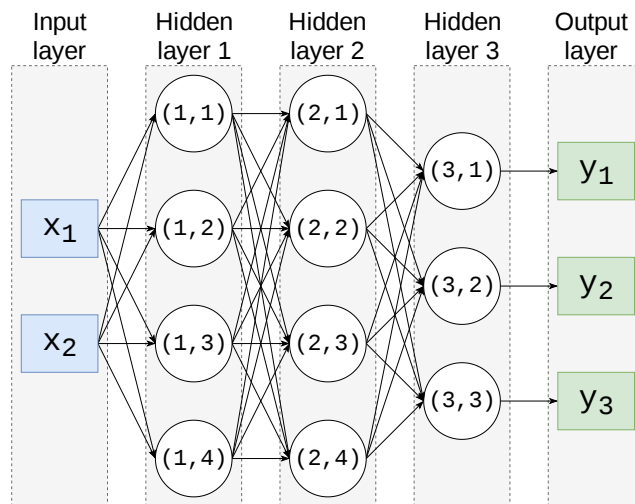 Input layer
Hidden layer 1
Hidden layer 2
Hidden layer 3
Output layer
(1,1)
(2,1)
(3,1)
y1
x1
(1,2)
(2,2)
(3,2)
y2
x2
(1,3)
(2,3)
(3,3)
y3
(1,4)
(2,4)